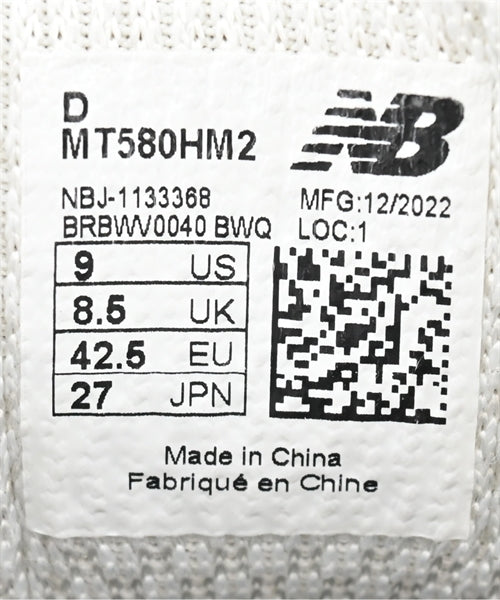 D
MT580HM2
NB
NBJ-1133368
MFG:12/2022
BRBWV0040 BWQ
LOC:1
9 US
8.5 UK
42.5 EU
27 JPN
Made in China
Fabriqué en Chine